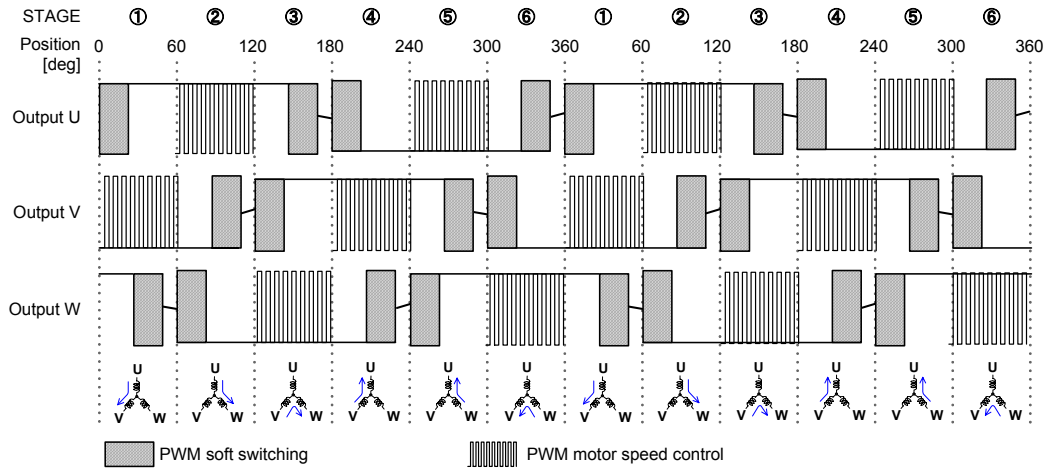 STAGE ① ② ③ ④ ⑤ ⑥ ① ② ③ ④ ⑤ ⑥
Position 0 60 120 180 240 300 360 60 120 180 240 300 360
[deg]
Output U
Output V
Output W
U U U U U U U U U U U U
V W V W V W V W V W V W V W V W V W V W V W V W
PWM soft switching PWM motor speed control